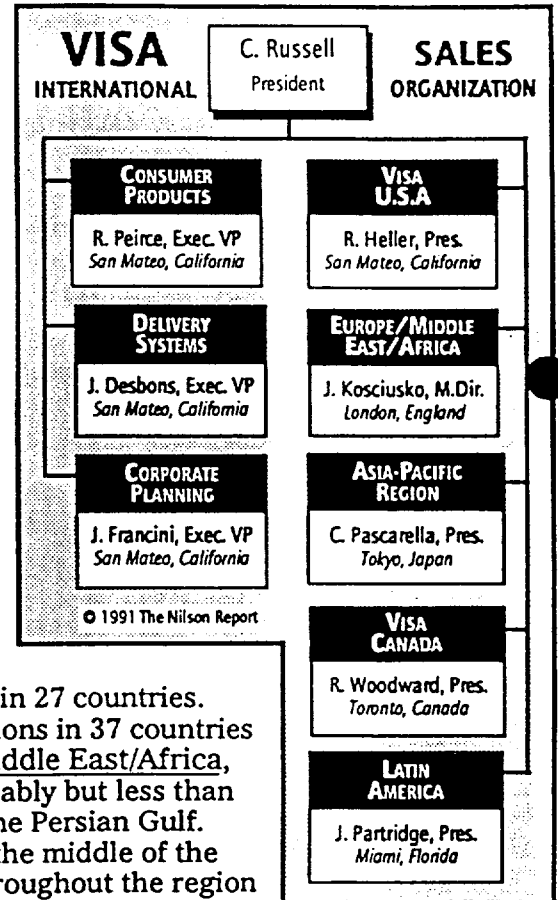 VISA
INTERNATIONAL
C. Russell
President
SALES
ORGANIZATION
CONSUMER
PRODUCTS
R. Peirce, Exec. VP
San Mateo, California
DELIVERY
SYSTEMS
J. Desbons, Exec. VP
San Mateo, California
CORPORATE
PLANNING
J. Francini, Exec. VP
San Mateo, California
© 1991 The Nilson Report
VISA
U.S.A
R. Heller, Pres.
San Mateo, California
EUROPE/MIDDLE
EAST/AFRICA
J. Kosciusko, M.Dir.
London, England
ASIA-PACIFIC
REGION
C. Pascarella, Pres.
Tokyo, Japan
VISA
CANADA
R. Woodward, Pres.
Toronto, Canada
LATIN
AMERICA
J. Partridge, Pres.
Miami, Florida
in 27 countries.
ions in 37 countries
ddle East/Africa,
ably but less than
ne Persian Gulf.
the middle of the
roughout the region